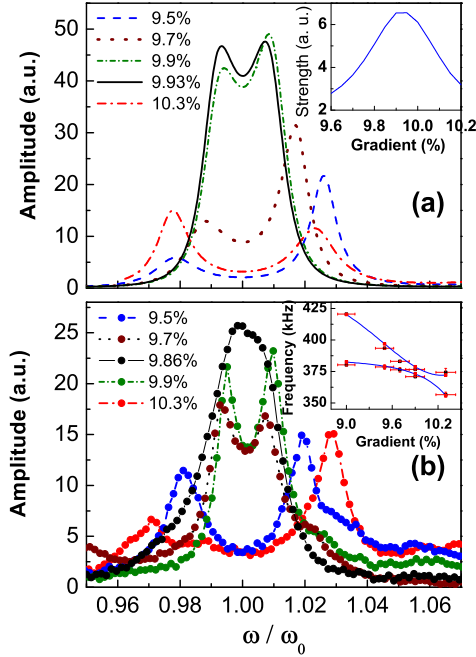 9.5%
9.7%
9.9%
9.93%
10.3%
Amplitude (a.u.)
50
40
30
20
10
0
Strength (a. u.)
6
4
2
9.6 9.8 10.0 10.2
Gradient (%)
(a)
9.5%
9.7%
9.86%
9.9%
10.3%
Amplitude (a.u.)
25
20
15
10
5
0
Frequency (kHz)
420
375
350
9.0 9.6 10.2
Gradient (%)
(b)
0.96 0.98 1.00 1.02 1.04 1.06
ω / ω0